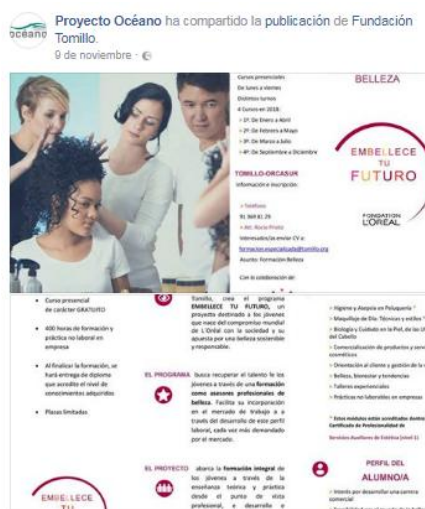 Proyecto Océano ha compartido la publicación de Fundación
Tomillo.
9 de noviembre ·
océano
Cursos presenciales
De lunes a viernes
Distintos turnos
4 Cursos en 2018:
1º: De Enero a Abril
2º: De Febrero a Mayo
3º: De Marzo a Julio
4º: De Septiembre a Diciembre
TOMILLO-ORCASUR
Información e inscripción:
Teléfono
91 369 81 29
Att. Rocío Prieto
Interesados/as enviar CV a:
formacion.especializada@tomillo.org
Asunto: Formación Belleza
Con la colaboración de:
BELLEZA
EMBELLECE
TU
FUTURO
FONDATION
L'ORÉAL
• Curso presencial
de carácter GRATUITO
• 400 horas de formación y
práctica no laboral en
empresa
• Al finalizar la formación, se
hará entrega de diploma
que acredite el nivel de
conocimientos adquiridos
• Plazas limitadas
EMBELLECE
TU
Tomillo, crea el programa
EMBELLECE TU FUTURO, un
proyecto destinado a los jóvenes
que nace del compromiso mundial
de L'Oréal con la sociedad y su
apuesta por una belleza sostenible
y responsable.
EL PROGRAMA busca recuperar el talento de los
jóvenes a través de una formación
como asesores profesionales de
belleza. Facilita su incorporación
en el mercado de trabajo a a
través del desarrollo de este perfil
laboral, cada vez más demandado
por el mercado.
EL PROYECTO abarca la formación integral de
los jóvenes a través de la
enseñanza teórica y práctica
desde el punto de vista
profesional, e desarrollo e
Higiene y Asepsia en Peluquería *
Maquillaje de Día: Técnicas y estilos *
Biología y Cuidado en la Piel, de las
del Cabello
Comercialización de productos y
cosméticos
Orientación al cliente y gestión de la
Belleza, bienestar y tendencias
Talleres experienciales
Prácticas no laborables en empresas
* Estos módulos están acreditados dentro
Certificado de Profesionalidad de
Servicios Auxiliares de Estética (nivel 1)
PERFIL DEL
ALUMNO/A
Interés por desarrollar una carrera
comercial